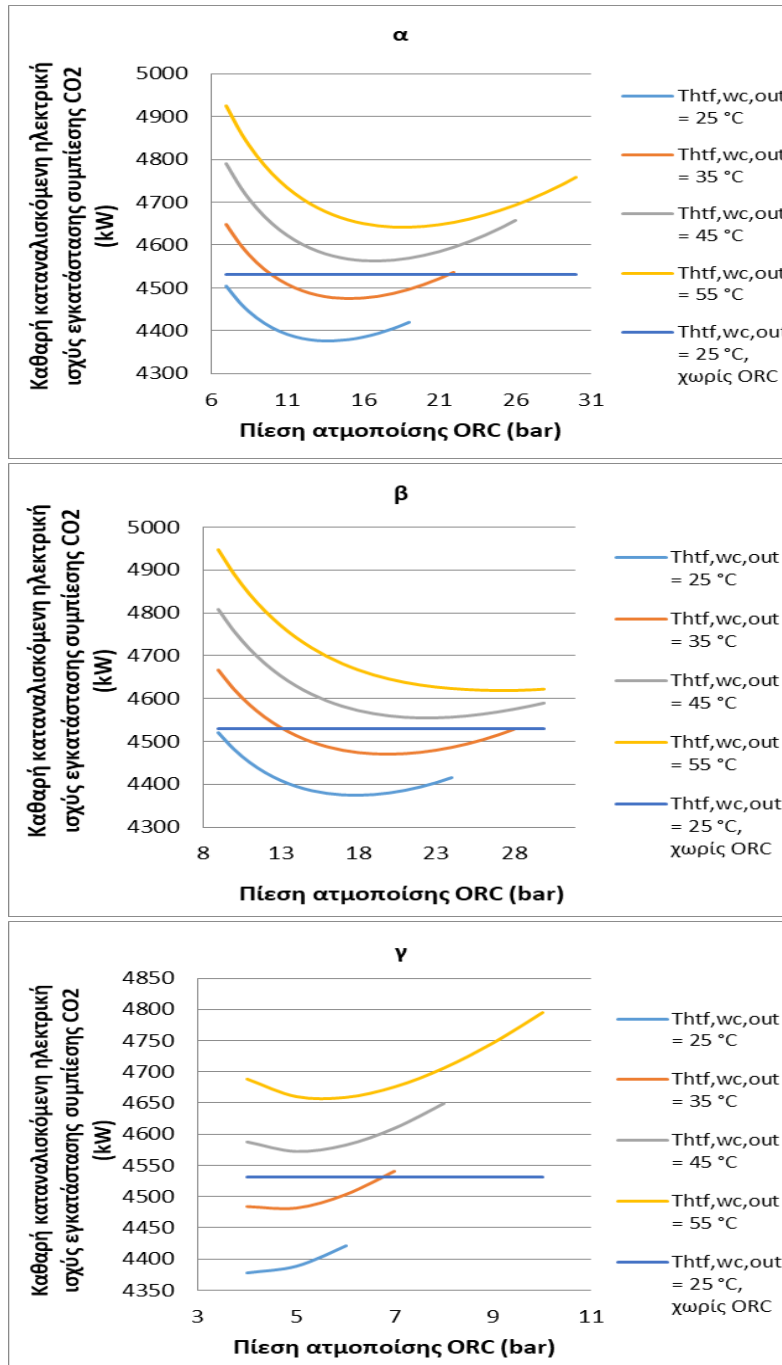 α
Καθαρή καταναλισκόμενη ηλεκτρική
ισχύς εγκατάστασης συμπίεσης CO2
(kW)
5000
4900
4800
4700
4600
4500
4400
4300
6
11
16
21
26
31
Πίεση ατμοποίσης ORC (bar)
Thtf,wc,out
= 25 °C
Thtf,wc,out
= 35 °C
Thtf,wc,out
= 45 °C
Thtf,wc,out
= 55 °C
Thtf,wc,out
= 25 °C,
χωρίς ORC
β
Καθαρή καταναλισκόμενη ηλεκτρική
ισχύς εγκατάστασης συμπίεσης CO2
(kW)
5000
4900
4800
4700
4600
4500
4400
4300
8
13
18
23
28
Πίεση ατμοποίσης ORC (bar)
Thtf,wc,out
= 25 °C
Thtf,wc,out
= 35 °C
Thtf,wc,out
= 45 °C
Thtf,wc,out
= 55 °C
Thtf,wc,out
= 25 °C,
χωρίς ORC
γ
Καθαρή καταναλισκόμενη ηλεκτρική
ισχύς εγκατάστασης συμπίεσης CO2
(kW)
4850
4800
4750
4700
4650
4600
4550
4500
4450
4400
4350
3
5
7
9
11
Πίεση ατμοποίσης ORC (bar)
Thtf,wc,out
= 25 °C
Thtf,wc,out
= 35 °C
Thtf,wc,out
= 45 °C
Thtf,wc,out
= 55 °C
Thtf,wc,out
= 25 °C,
χωρίς ORC